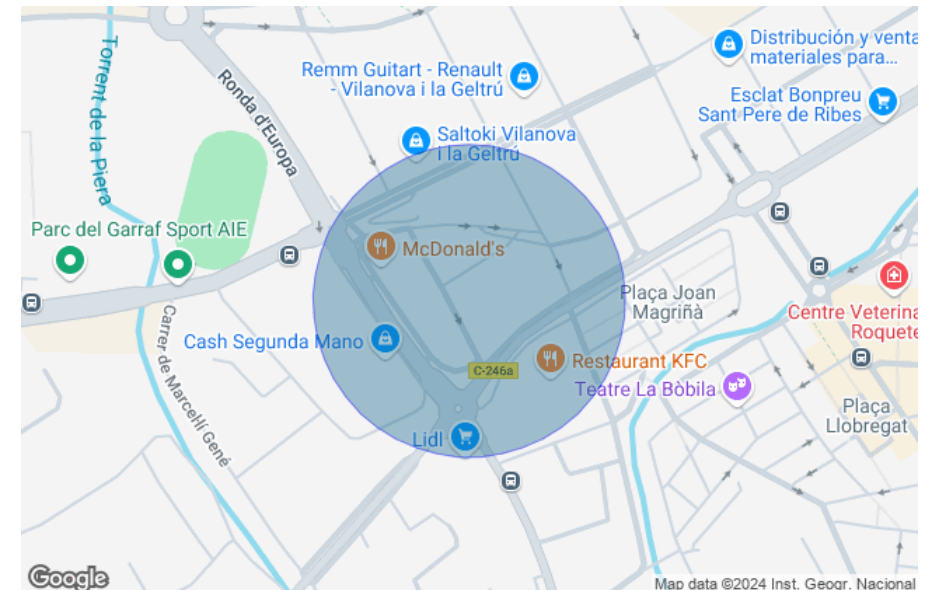 Distribución y venta
materiales para...
Remm Guitart - Renault
- Vilanova i la Geltrú
Esclat Bonpreu
Sant Pere de Ribes
Torrent de la Piera
Ronda d'Europa
Saltoki Vilanova
i la Geltrú
Parc del Garraf Sport AIE
McDonald's
Plaça Joan
Magriñà
Centre Veterina
Roquete
Carrer de Marcel·lí Gené
Cash Segunda Mano
Restaurant KFC
C-246a
Teatre La Bòbila
Plaça
Llobregat
Lidl
Google
Map data ©2024 Inst. Geogr. Nacional